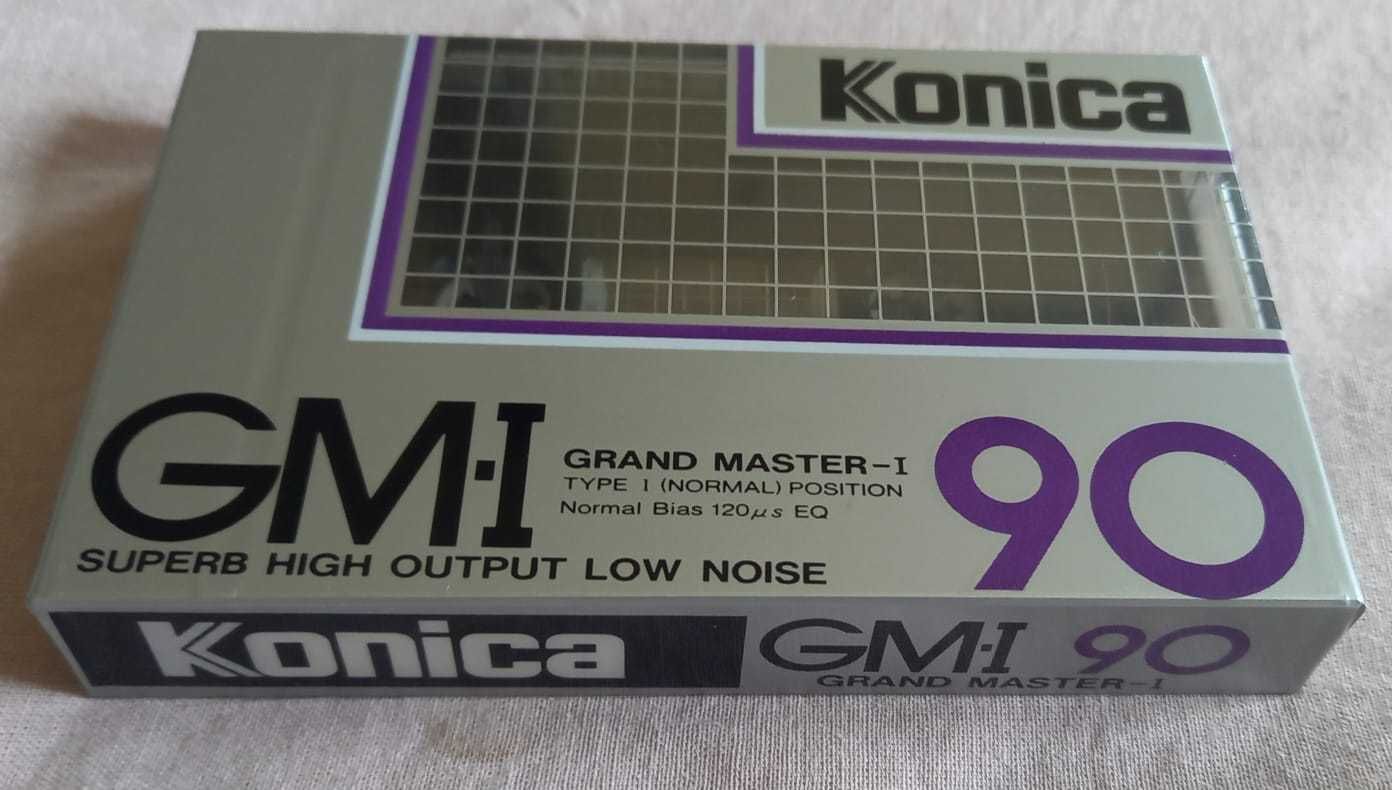 Konica
GM·I
GRAND MASTER-I
TYPE I (NORMAL) POSITION
Normal Bias 120μs EQ
90
SUPERB HIGH OUTPUT LOW NOISE
Konica GM·I 90
GRAND MASTER-I